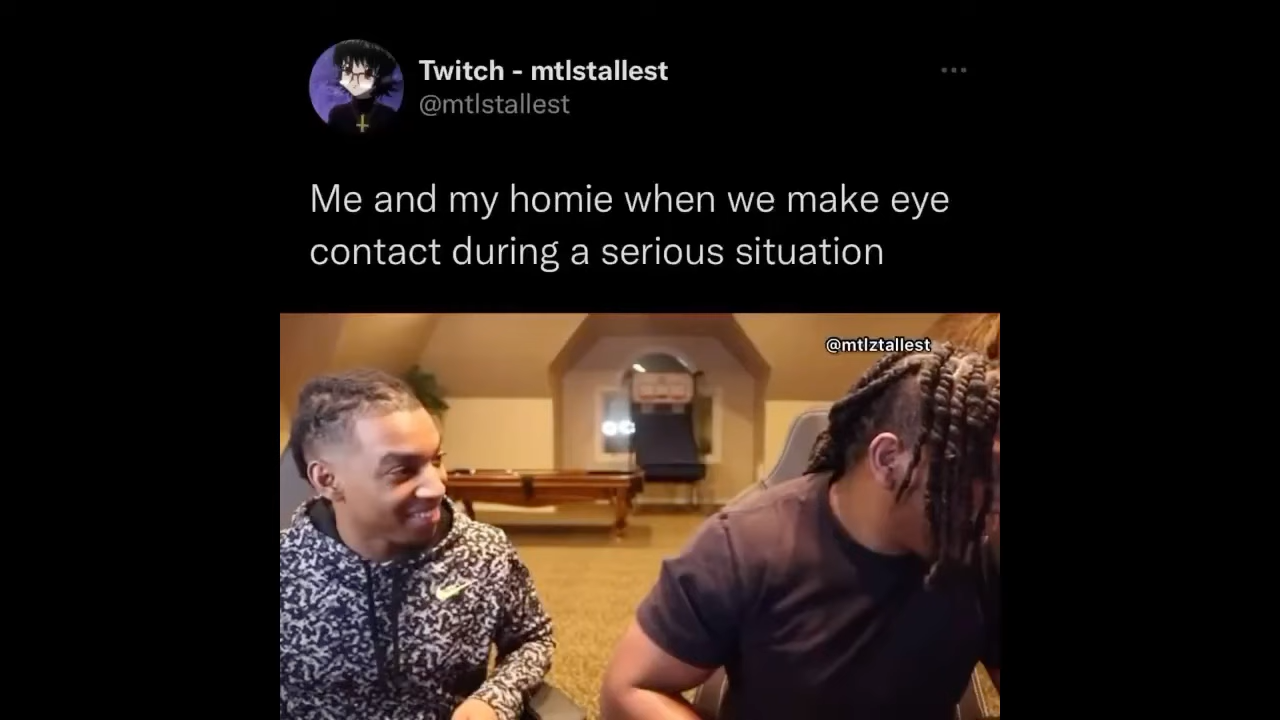 Twitch - mtlstallest
@mtlstallest
Me and my homie when we make eye
contact during a serious situation
@mtlztallest